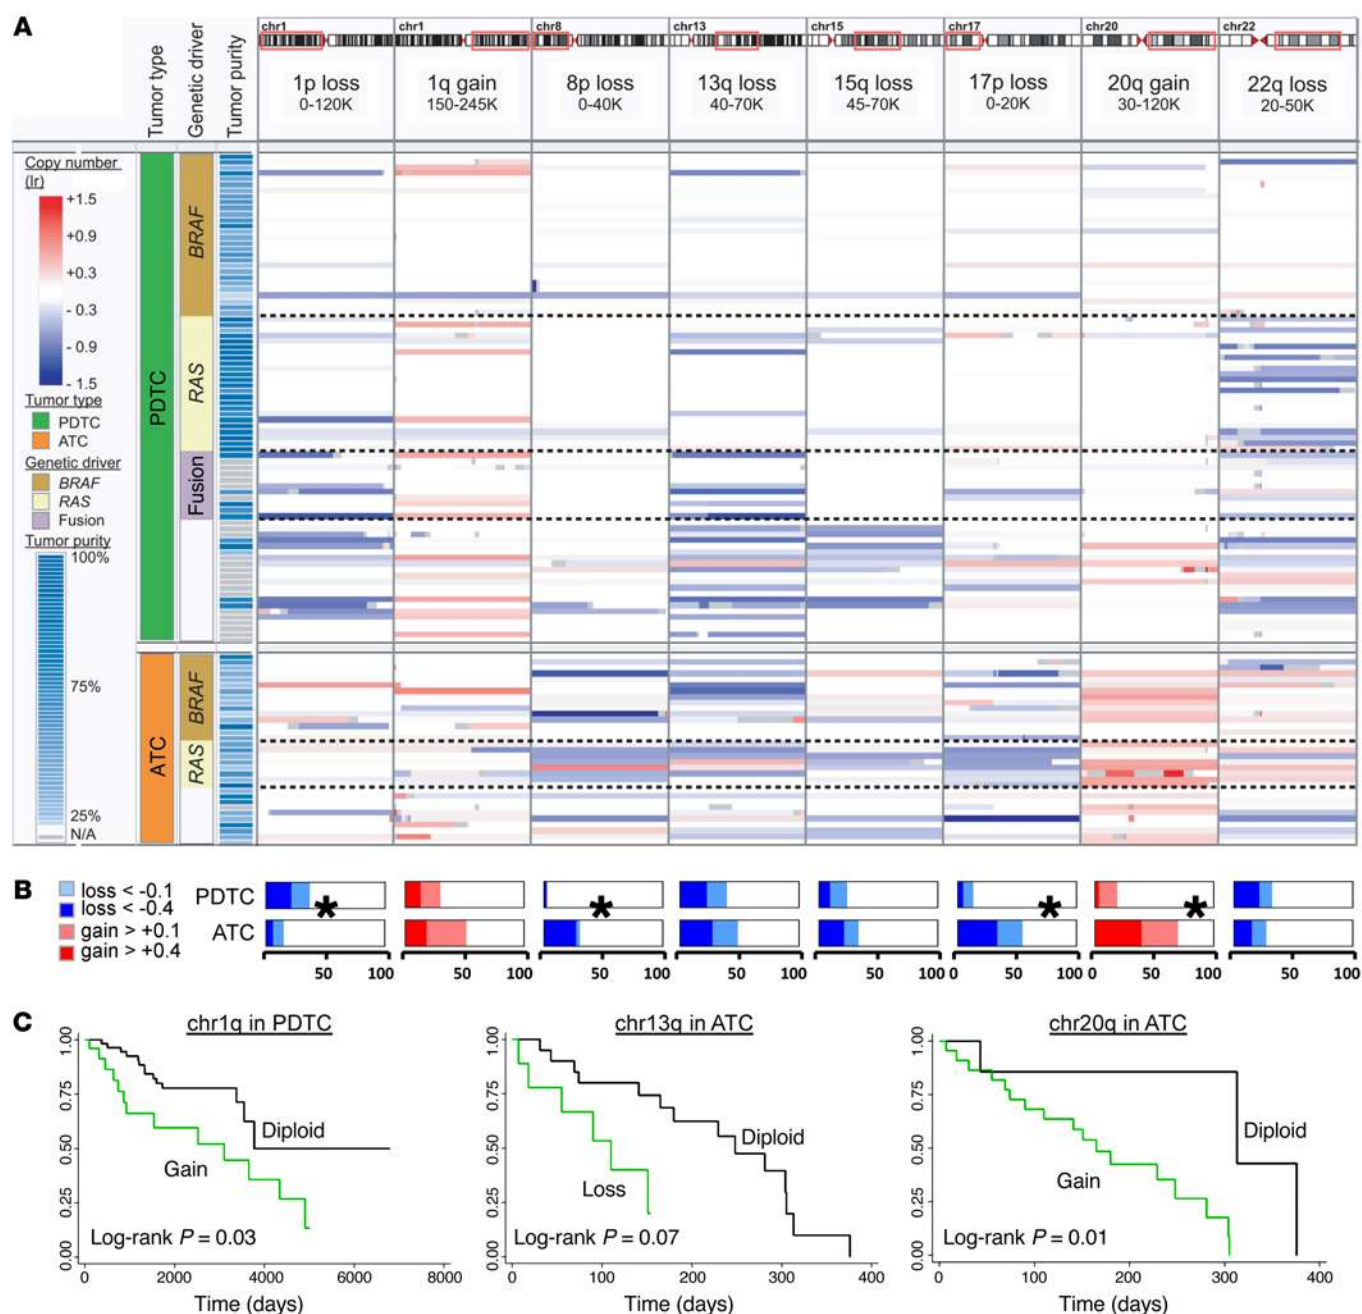 A
Tumor type
Genetic driver
Tumor purity
chr1
chr1
chr8
chr13
chr15
chr17
chr20
chr22
1p loss
0-120K
1q gain
150-245K
8p loss
0-40K
13q loss
40-70K
15q loss
45-70K
17p loss
0-20K
20q gain
30-120K
22q loss
20-50K
Copy number
(lr)
+1.5
+0.9
+0.3
- 0.3
- 0.9
- 1.5
Tumor type
PDTC
ATC
Genetic driver
BRAF
RAS
Fusion
Tumor purity
100%
75%
25%
N/A
PDTC
BRAF
RAS
Fusion
ATC
BRAF
RAS
B
loss < -0.1
loss < -0.4
gain > +0.1
gain > +0.4
PDTC
* * * *
ATC
50 100
50 100
50 100
50 100
50 100
0 50 100
0 50 100
50 100
C
chr1q in PDTC
1.00
0.75
0.50
0.25
0.00
Diploid
Gain
Log-rank P = 0.03
0 2000 4000 6000 8000
Time (days)
chr13q in ATC
1.00
0.75
0.50
0.25
0.00
Diploid
Loss
Log-rank P = 0.07
0 100 200 300 400
Time (days)
chr20q in ATC
1.00
0.75
0.50
0.25
0.00
Diploid
Gain
Log-rank P = 0.01
0 100 200 300 400
Time (days)